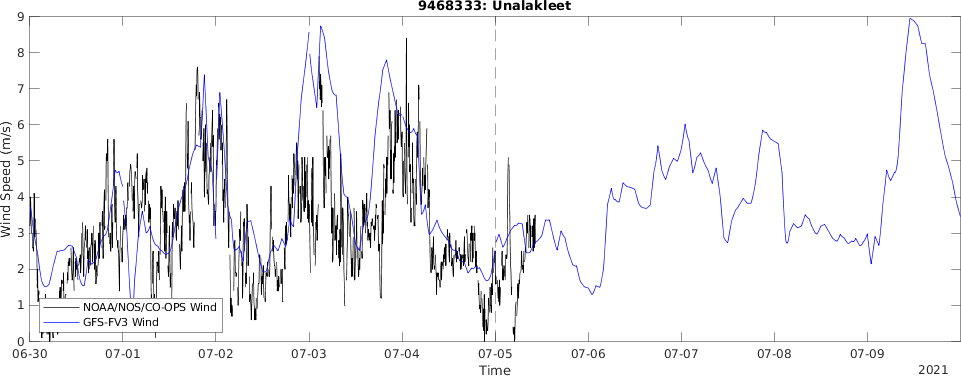 9468333: Unalakleet
9
8
7
6
5
4
3
2
1
0
Wind Speed (m/s)
NOAA/NOS/CO-OPS Wind
GFS-FV3 Wind
06-30 07-01 07-02 07-03 07-04 07-05 07-06 07-07 07-08 07-09
Time
2021